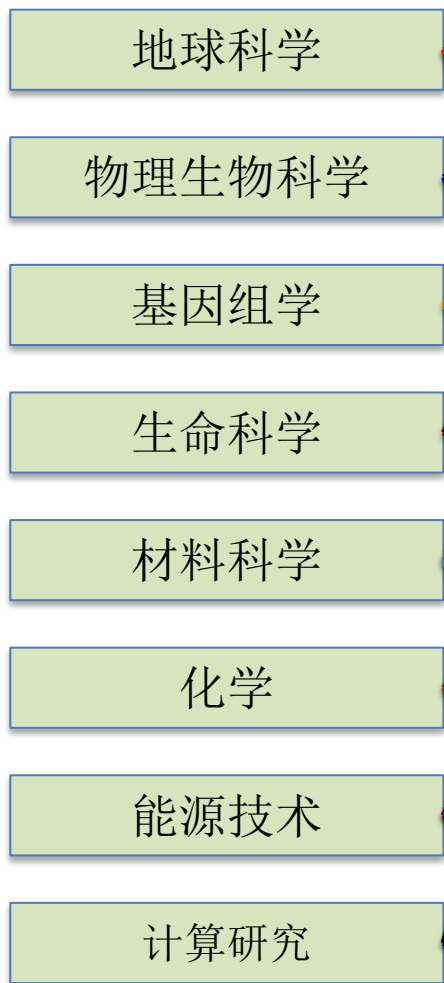 地球科学
物理生物科学
基因组学
生命科学
材料科学
化学
能源技术
计算研究